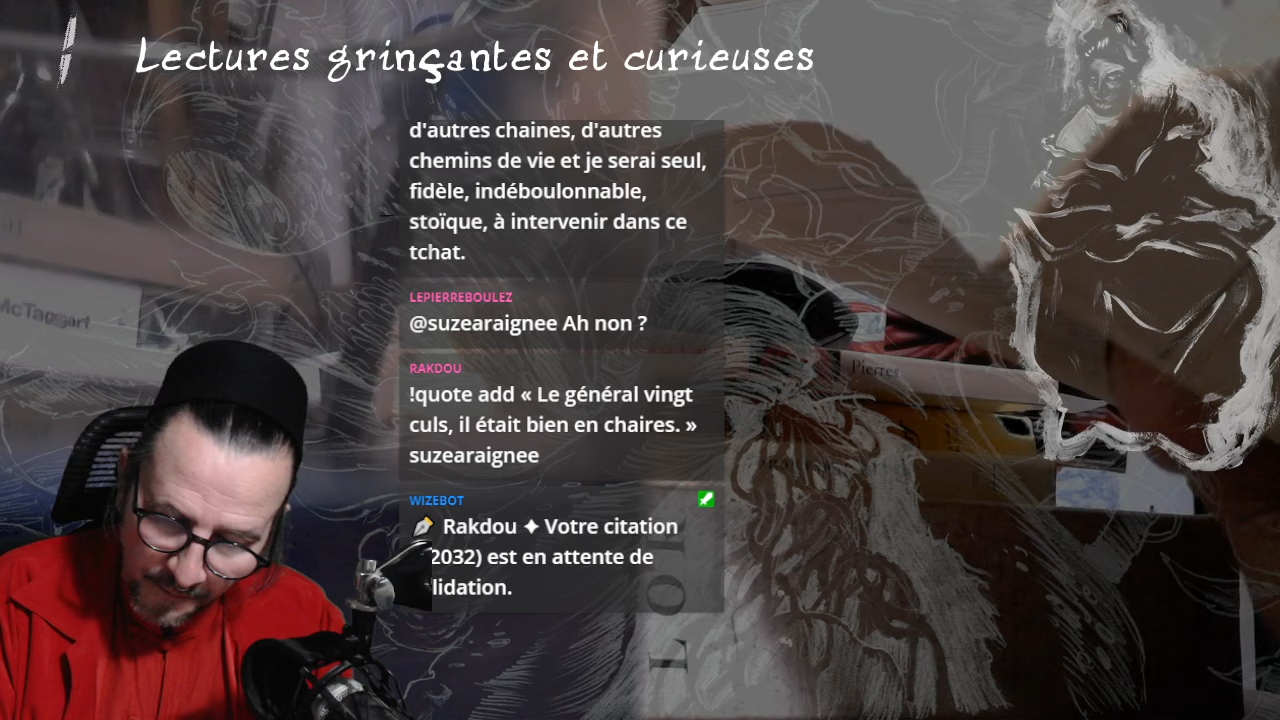 Lectures grinçantes et curieuses
d'autres chaines, d'autres
chemins de vie et je serai seul,
fidèle, indéboulonnable,
stoïque, à intervenir dans ce
tchat.
LEPIERREBOULEZ
@suzearaignee Ah non ?
RAKDOU
!quote add « Le général vingt
culs, il était bien en chaires. »
suzearaignee
WIZEBOT
Rakdou ✦ Votre citation
2032) est en attente de
lidation.
McTaggart
Pierres